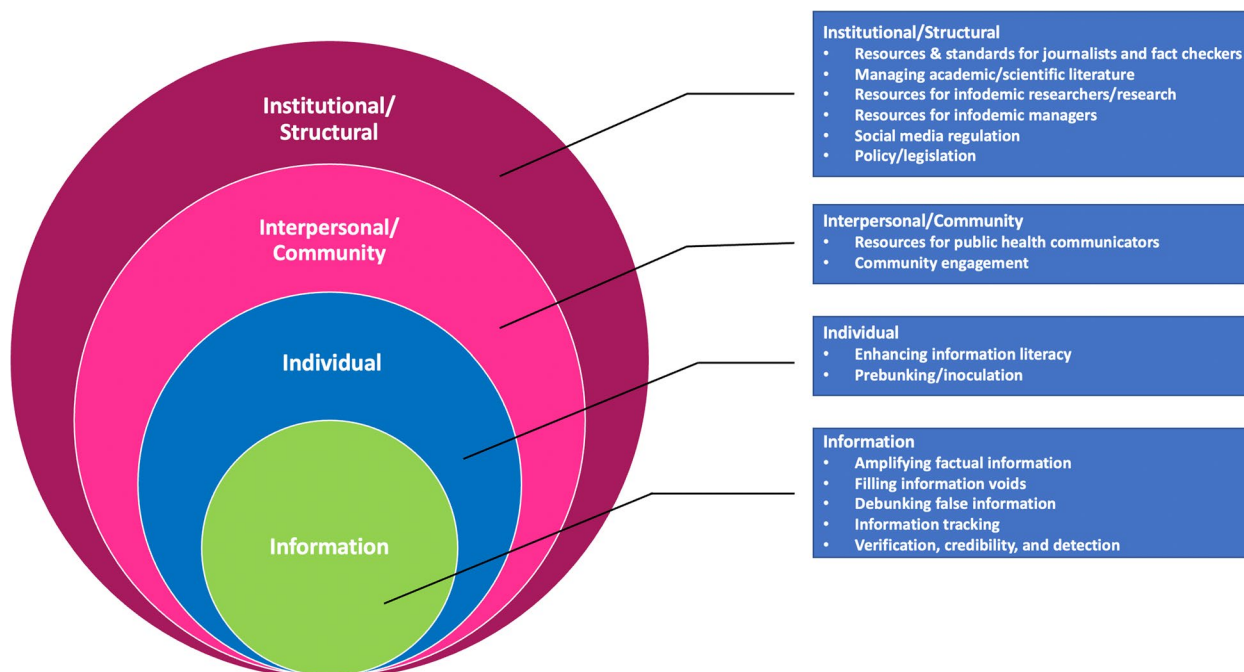 Institutional/
Structural
Interpersonal/
Community
Individual
Information
Institutional/Structural
• Resources & standards for journalists and fact checkers
• Managing academic/scientific literature
• Resources for infodemic researchers/research
• Resources for infodemic managers
• Social media regulation
• Policy/legislation
Interpersonal/Community
• Resources for public health communicators
• Community engagement
Individual
• Enhancing information literacy
• Prebunking/inoculation
Information
• Amplifying factual information
• Filling information voids
• Debunking false information
• Information tracking
• Verification, credibility, and detection